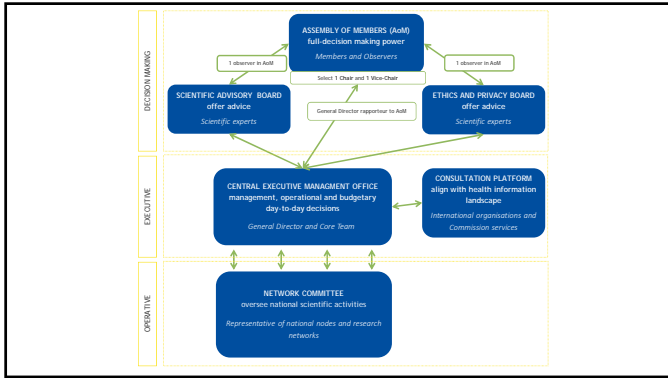 DECISION MAKING
ASSEMBLY OF MEMBERS (AoM)
full-decision making power
Members and Observers
1 observer in AoM
1 observer in AoM
Select 1 Chair and 1 Vice-Chair
SCIENTIFIC ADVISORY BOARD
offer advice
Scientific experts
General Director rapporteur to AoM
ETHICS AND PRIVACY BOARD
offer advice
Scientific experts
EXECUTIVE
CENTRAL EXECUTIVE MANAGMENT OFFICE
management, operational and budgetary
day-to-day decisions
General Director and Core Team
CONSULTATION PLATFORM
align with health information
landscape
International organisations and
Commission services
OPERATIVE
NETWORK COMMITTEE
oversee national scientific activities
Representative of national nodes and research
networks